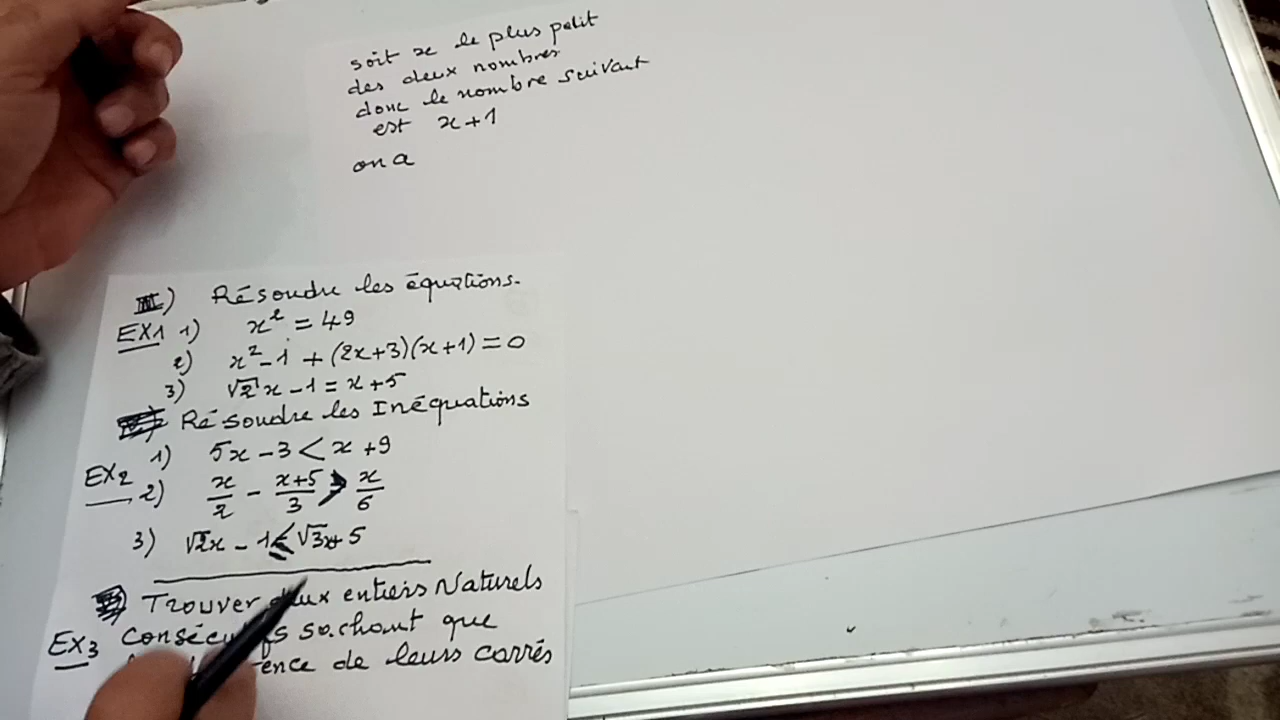 soit x le plus petit
des deux nombres
donc le nombre suivant
est x+1
on a
III) Résoudre les équations.
EX1 1) x² = 49
2) x² - 1 + (2x+3)(x+1) = 0
3) √2 x - 1 = x + 5
Résoudre les Inéquations
1) 5x - 3 < x + 9
EX2 2) x/2 - (x+5)/3 > x/6
3) √2x - 1 ≤ √3x + 5
Trouver deux entiers Naturels
EX3 consécutifs sachant que
de leurs carrés